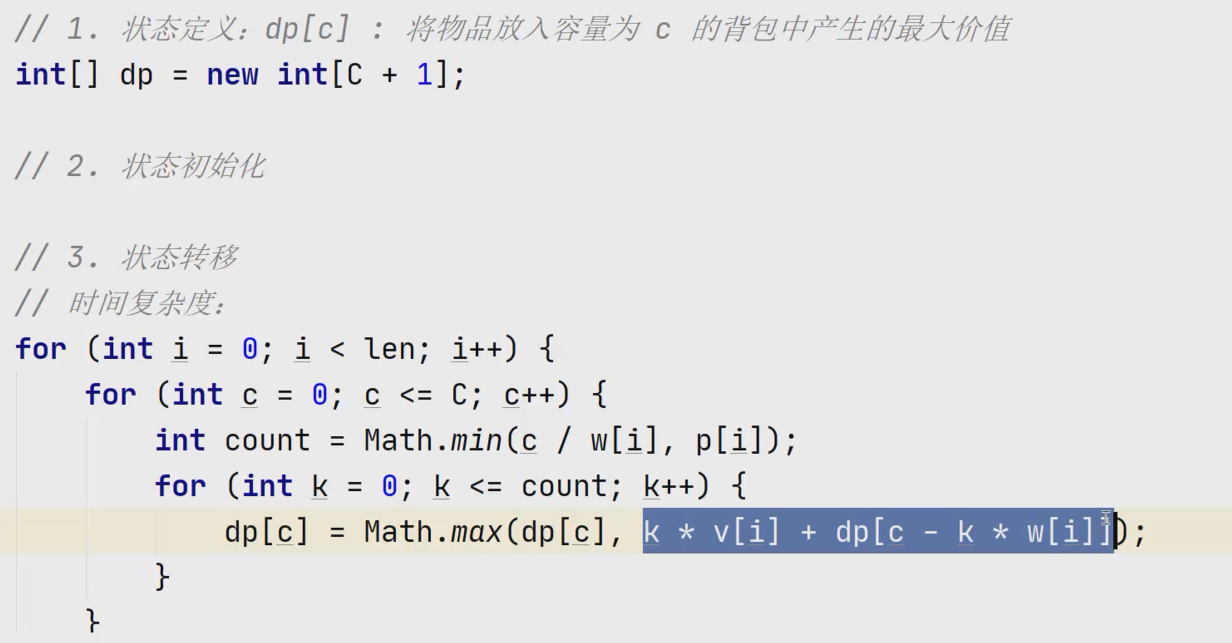 // 1. 状态定义：dp[c] : 将物品放入容量为 c 的背包中产生的最大价值
int[] dp = new int[C + 1];
// 2. 状态初始化
// 3. 状态转移
// 时间复杂度：
for (int i = 0; i < len; i++) {
for (int c = 0; c <= C; c++) {
int count = Math.min(c / w[i], p[i]);
for (int k = 0; k <= count; k++) {
dp[c] = Math.max(dp[c], k * v[i] + dp[c - k * w[i]]);
}
}